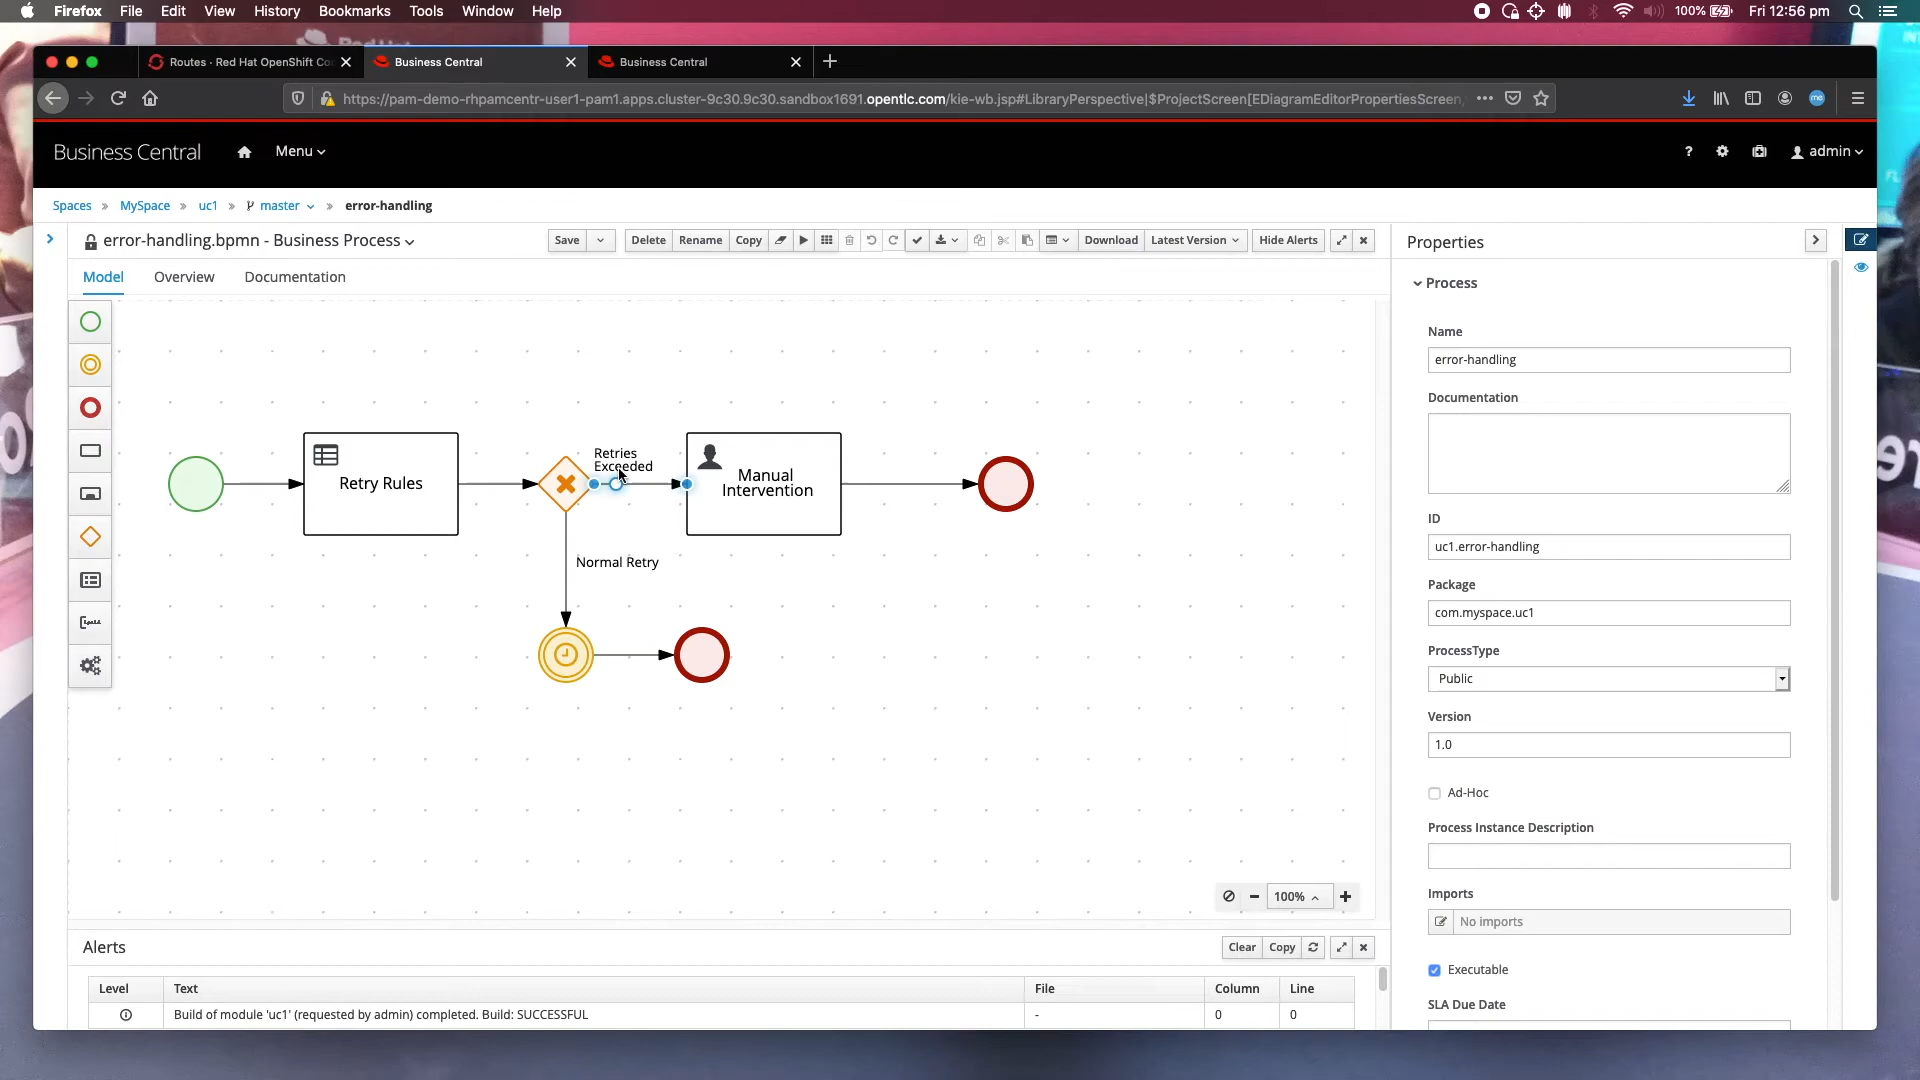 Firefox File Edit View History Bookmarks Tools Window Help 100% Fri 12:56 pm
Routes · Red Hat OpenShift Co Business Central Business Central
https://pam-demo-rhpamcentr-user1-pam1.apps.cluster-9c30.9c30.sandbox1691.opentlc.com/kie-wb.jsp#LibraryPerspective|$ProjectScreen[EDiagramEditorPropertiesScreen,
Business Central Menu ? admin
Spaces » MySpace » uc1 » master » error-handling
error-handling.bpmn - Business Process Save Delete Rename Copy Download Latest Version Hide Alerts
Properties
Model Overview Documentation
Process
Name
error-handling
Documentation
Retries
Exceeded
Retry Rules
Manual
Intervention
ID
uc1.error-handling
Normal Retry
Package
com.myspace.uc1
ProcessType
Public
Version
1.0
Ad-Hoc
Process Instance Description
100%
Imports
No imports
Alerts Clear Copy
Executable
Level Text File Column Line
SLA Due Date
Build of module 'uc1' (requested by admin) completed. Build: SUCCESSFUL - 0 0